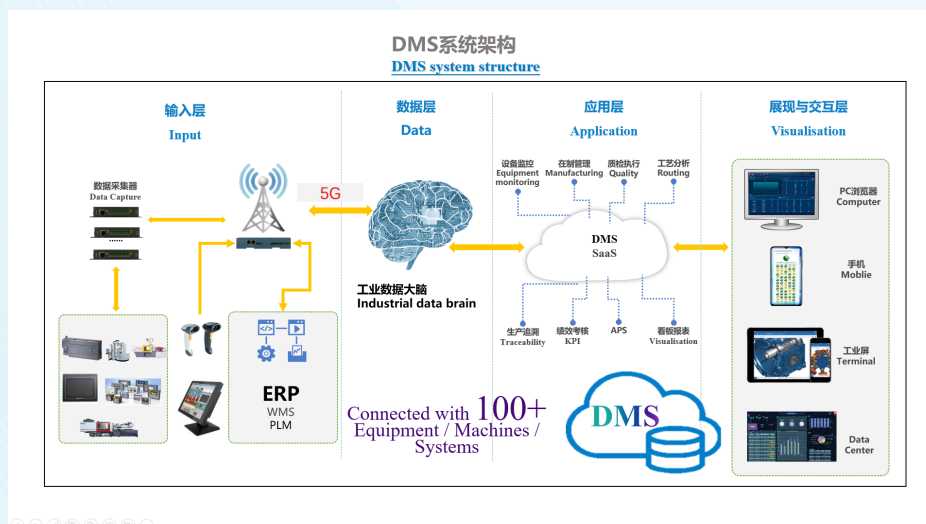 DMS系统架构
DMS system structure
输入层
Input
数据层
Data
应用层
Application
展现与交互层
Visualisation
数据采集器
Data Capture
5G
工业数据大脑
Industrial data brain
设备监控
Equipment
monitoring
在制管理
Manufacturing
质检执行
Quality
工艺分析
Routing
DMS
SaaS
生产追溯
Traceability
绩效考核
KPI
APS
看板报表
Visualisation
ERP
WMS
PLM
Connected with 100+
Equipment / Machines /
Systems
DMS
PC浏览器
Computer
手机
Moblie
工业屏
Terminal
Data
Center